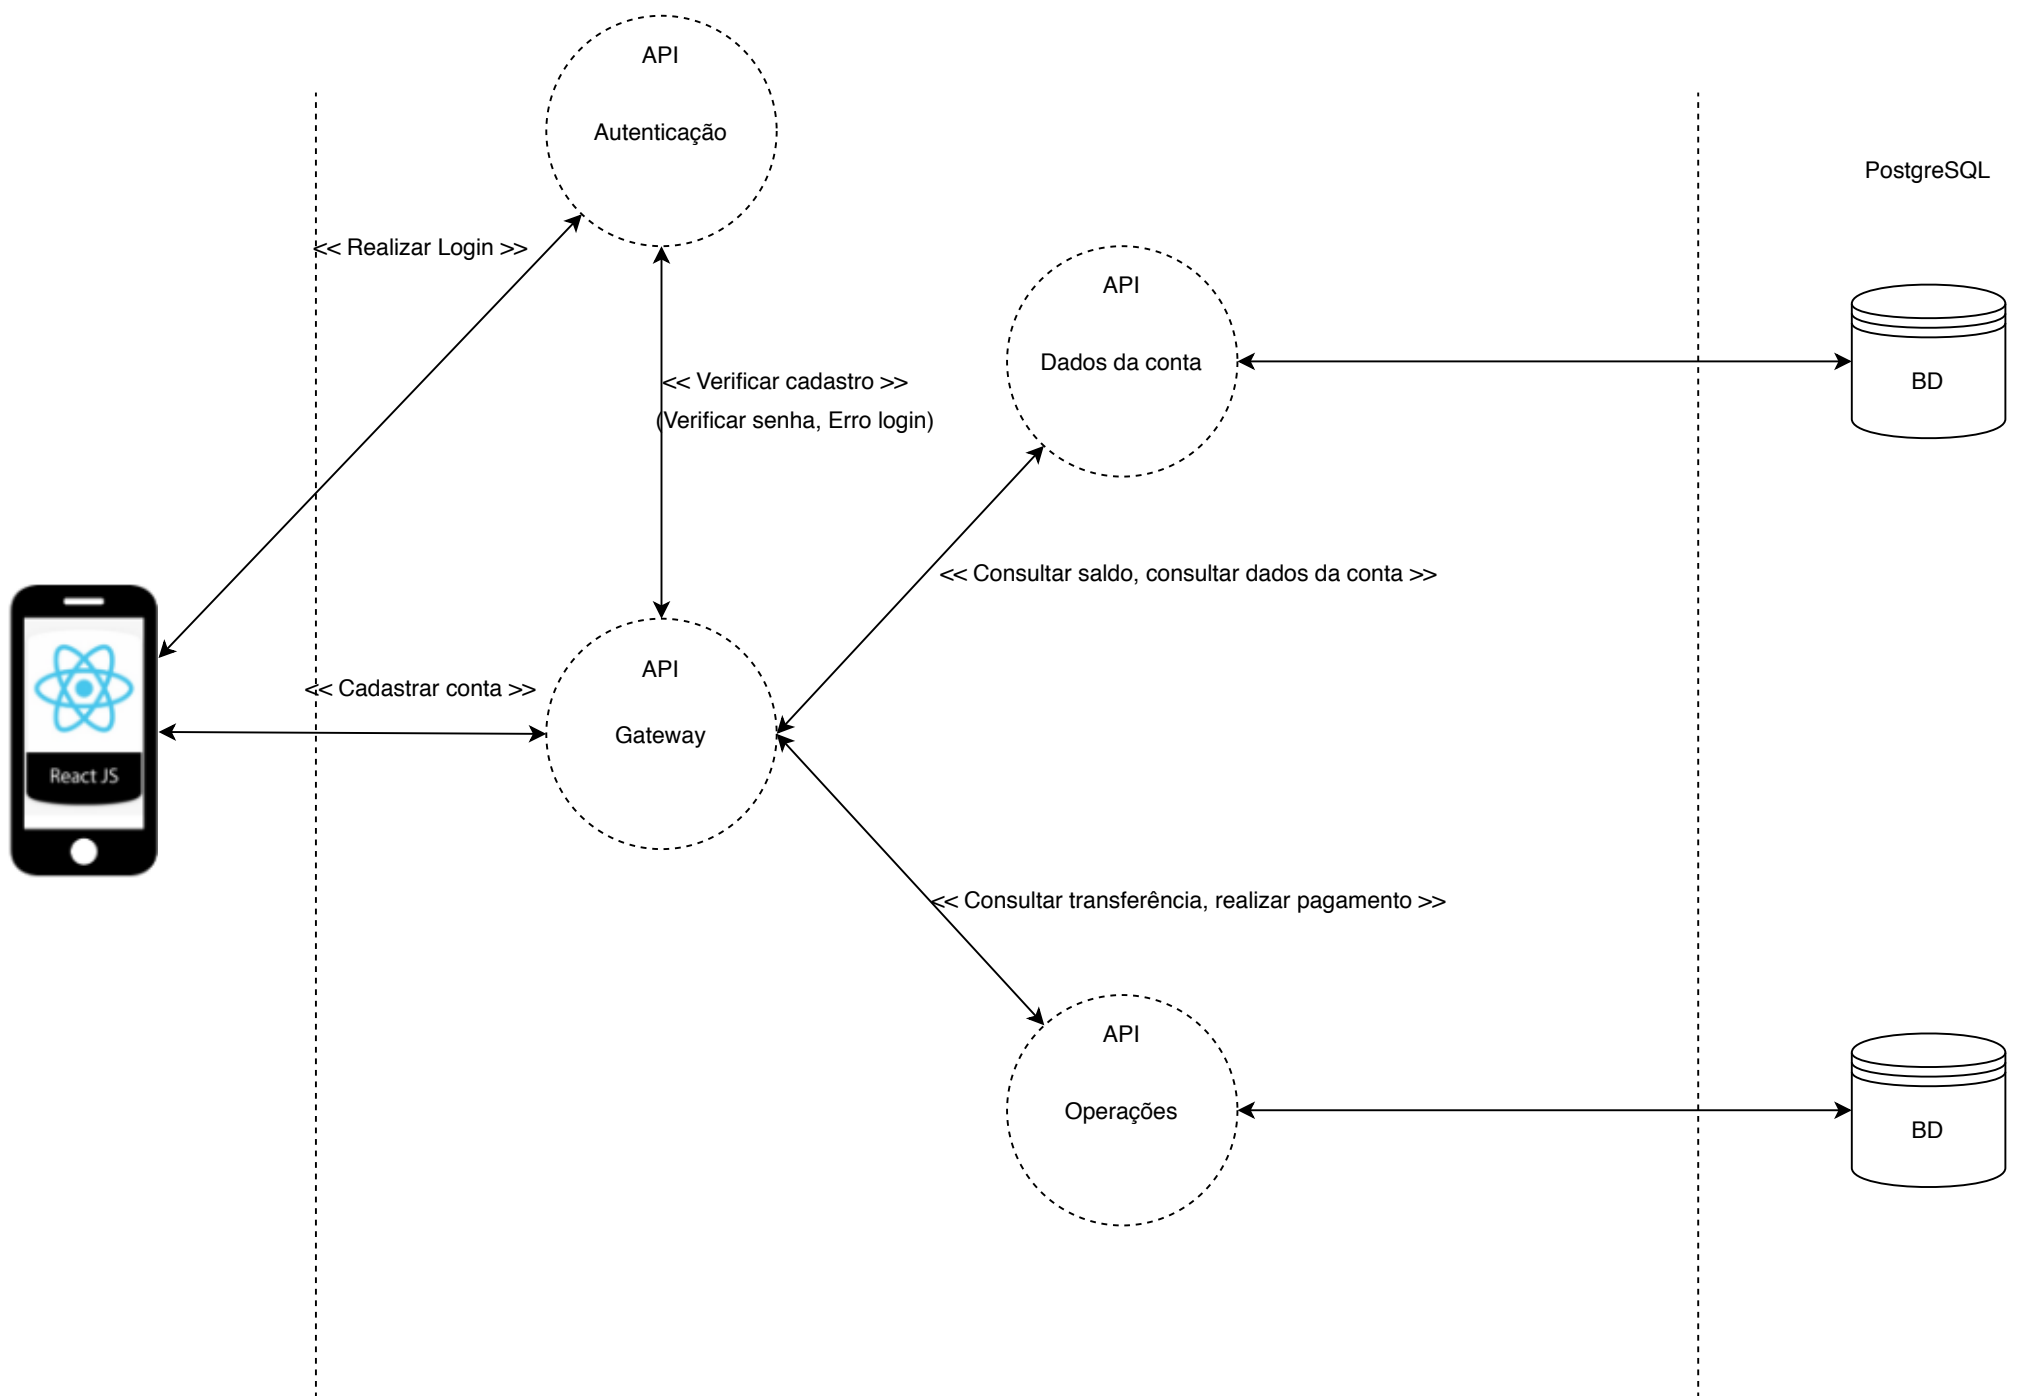 API
Autenticação
PostgreSQL
<< Realizar Login >>
API
Dados da conta
<< Verificar cadastro >>
(Verificar senha, Erro login)
BD
<< Consultar saldo, consultar dados da conta >>
<< Cadastrar conta >>
API
Gateway
React JS
<< Consultar transferência, realizar pagamento >>
API
Operações
BD